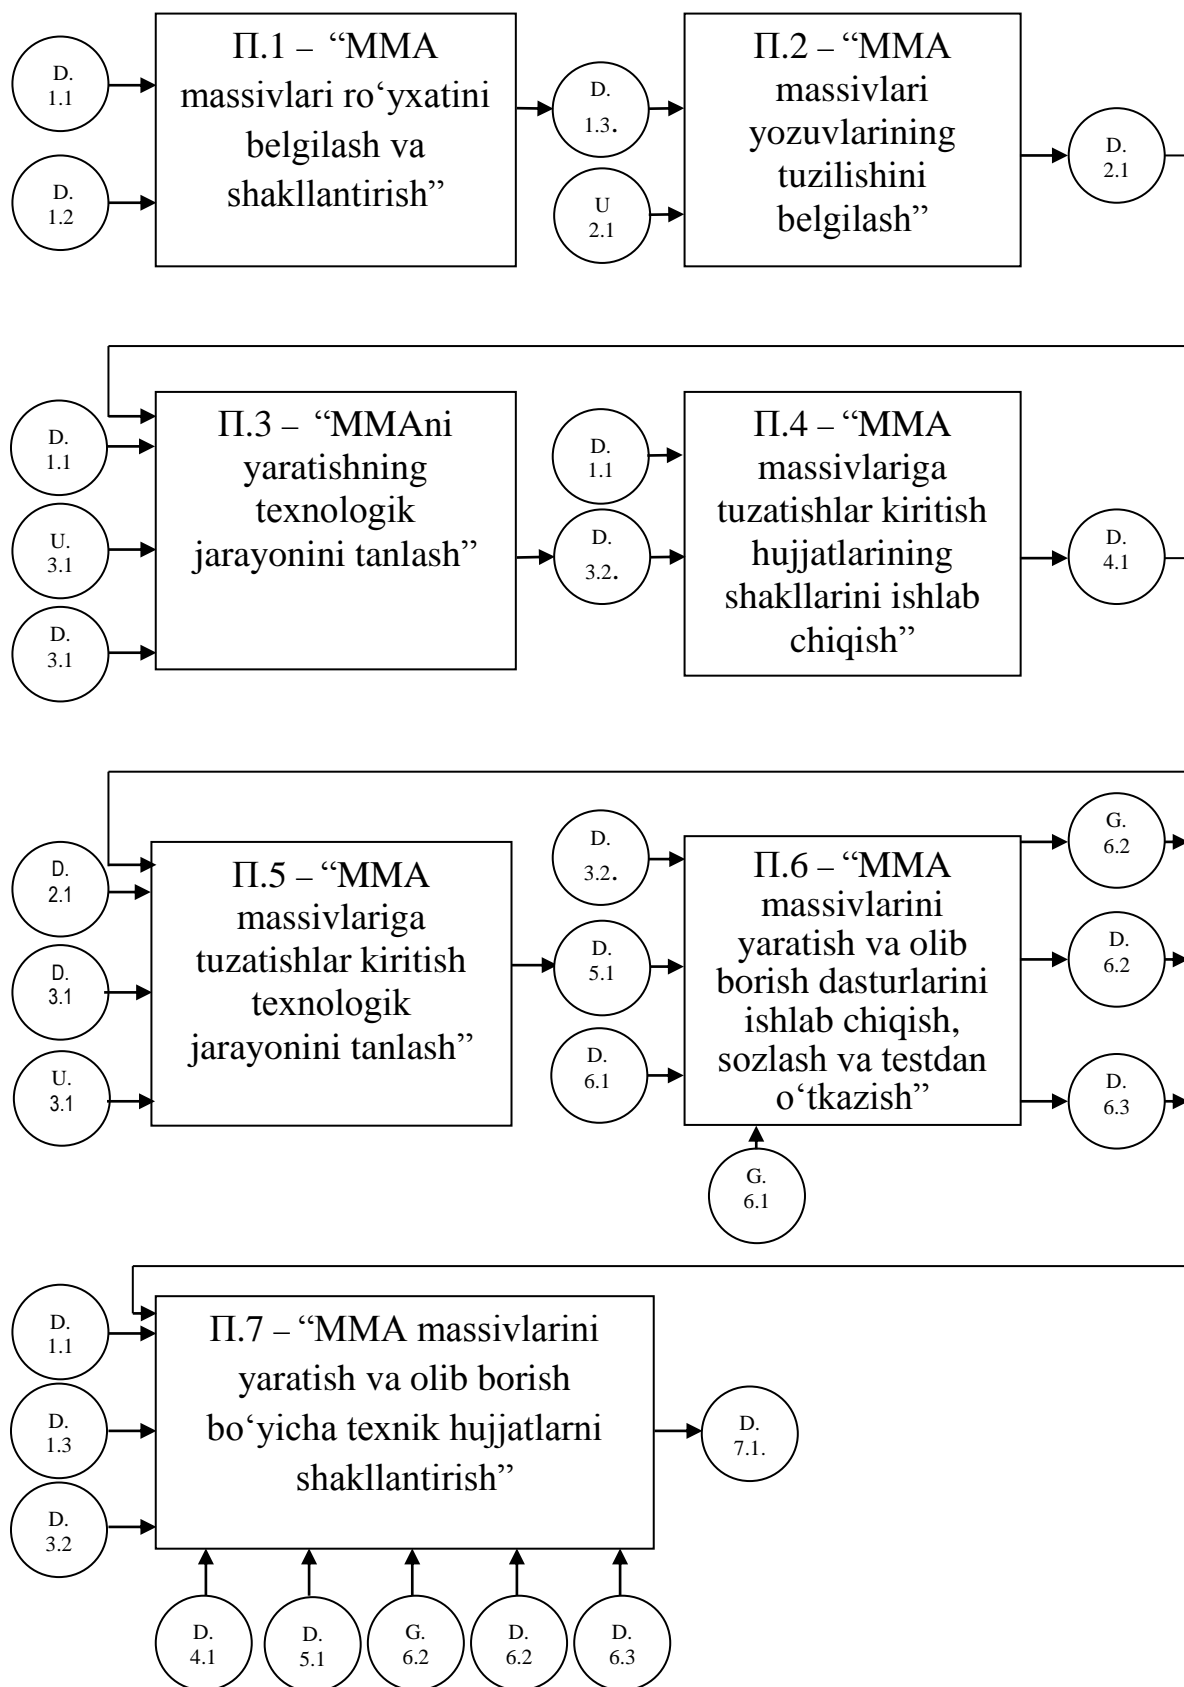 D.
1.1
D.
1.2
П.1 – “MMA
massivlari ro‘yxatini
belgilash va
shakllantirish”
D.
1.3.
U
2.1
П.2 – “MMA
massivlari
yozuvlarining
tuzilishini
belgilash”
D.
2.1
D.
1.1
U.
3.1
D.
3.1
П.3 – “MMAni
yaratishning
texnologik
jarayonini tanlash”
D.
1.1
D.
3.2.
П.4 – “MMA
massivlariga
tuzatishlar kiritish
hujjatlarining
shakllarini ishlab
chiqish”
D.
4.1
D.
2.1
D.
3.1
U.
3.1
П.5 – “MMA
massivlariga
tuzatishlar kiritish
texnologik
jarayonini tanlash”
D.
3.2.
D.
5.1
D.
6.1
П.6 – “MMA
massivlarini
yaratish va olib
borish dasturlarini
ishlab chiqish,
sozlash va testdan
o‘tkazish”
G.
6.1
G.
6.2
D.
6.2
D.
6.3
D.
1.1
D.
1.3
D.
3.2
П.7 – “MMA massivlarini
yaratish va olib borish
bo‘yicha texnik hujjatlarni
shakllantirish”
D.
7.1.
D.
4.1
D.
5.1
G.
6.2
D.
6.2
D.
6.3